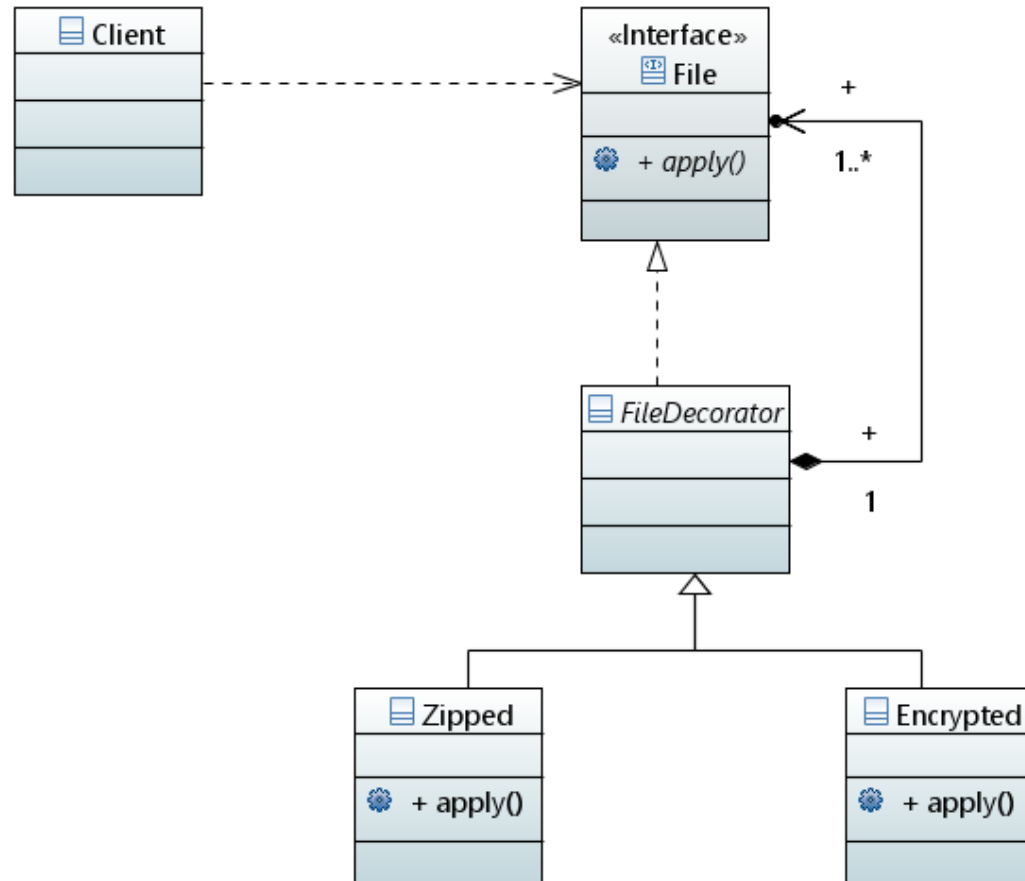 Client
«Interface»
File
+ apply()
+
1..*
FileDecorator
+
1
Zipped
+ apply()
Encrypted
+ apply()